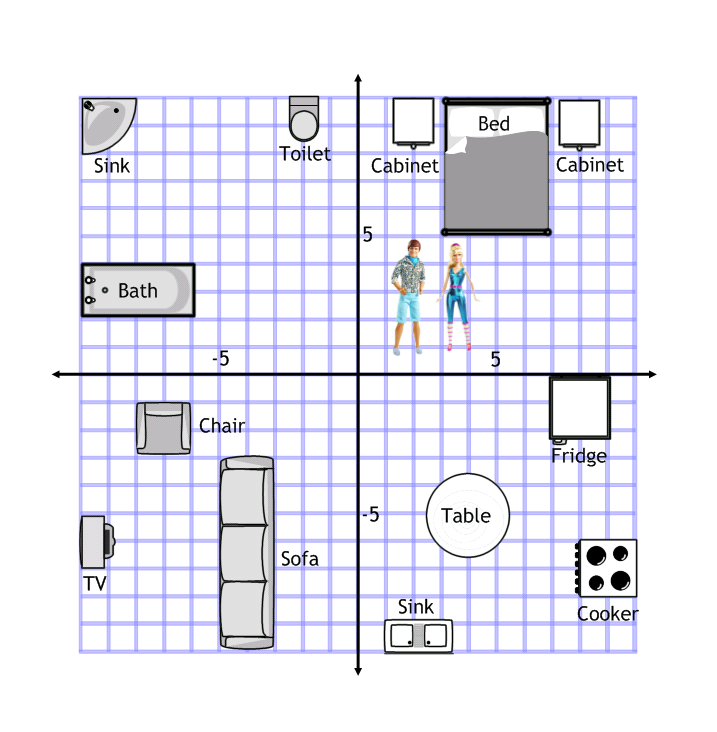 Bed
Toilet
Sink
Cabinet
Cabinet
5
Bath
-5
5
Chair
Fridge
-5
Table
Sofa
TV
Sink
Cooker